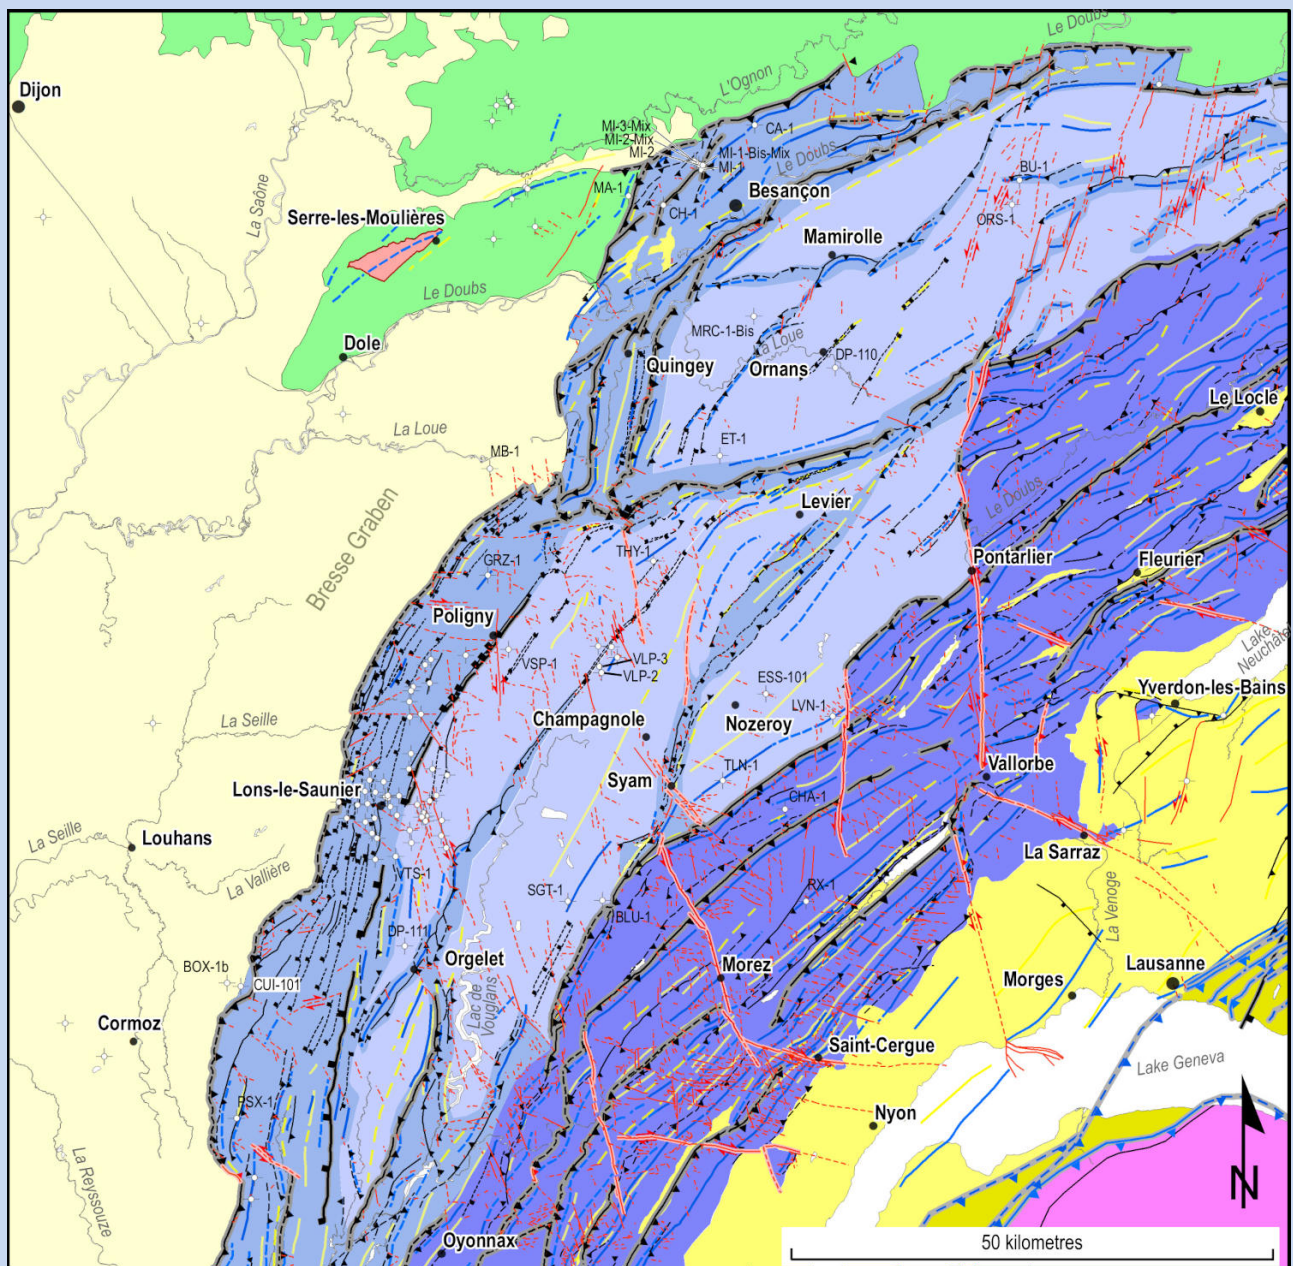 Le Doubs
Dijon
L'Ognon
MI-3-Mix
MI-2-Mix
MI-2
CA-1
MI-1-Bis-Mix
MI-1
Le Doubs
BU-1
MA-1
Besançon
La Saône
Serre-les-Moulières
CH-1
ORS-1
Mamirolle
Le Doubs
MRC-1-Bis
La Loue
Dole
DP-110
Quingey
Ornans
Le Locle
La Loue
ET-1
MB-1
Le Doubs
Levier
Bresse Graben
THY-1
GRZ-1
Pontarlier
Fleurier
Poligny
Lake
Neuchâtel
VSP-1
VLP-3
VLP-2
ESS-101
Yverdon-les-Bains
LVN-1
Champagnole
Nozeroy
La Seille
Syam
TLN-1
Vallorbe
Lons-le-Saunier
CHA-1
La Seille
Louhans
La Sarraz
La Vallière
VTS-1
SGT-1
RX-1
BLU-1
La Venoge
DP-111
Orgelet
BOX-1b
CUI-101
Morez
Lausanne
Morges
Lac de
Vouglans
Cormoz
Saint-Cergue
Lake Geneva
PSX-1
Nyon
La Reyssouze
N
Oyonnax
50 kilometres